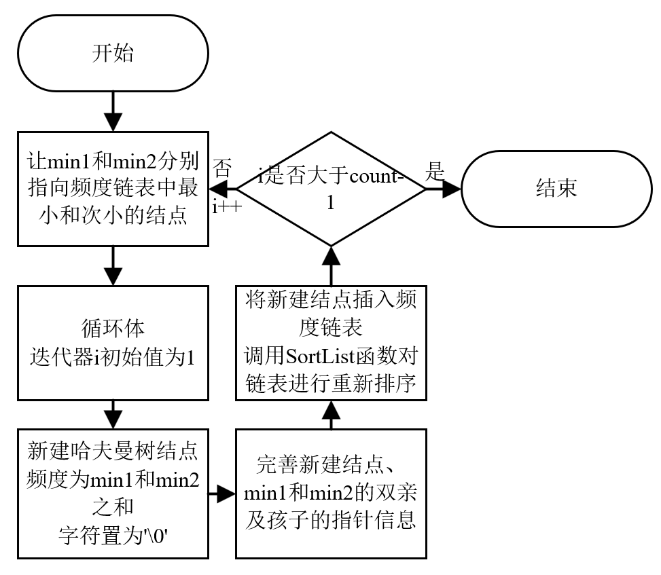 开始
让min1和min2分别
指向频度链表中最
小和次小的结点
循环体
迭代器i初始值为1
新建哈夫曼树结点
频度为min1和min2
之和
字符置为'\0'
完善新建结点、
min1和min2的双亲
及孩子的指针信息
将新建结点插入频
度链表
调用SortList函数对
链表进行重新排序
i是否大于count-
1
否
i++
是
结束